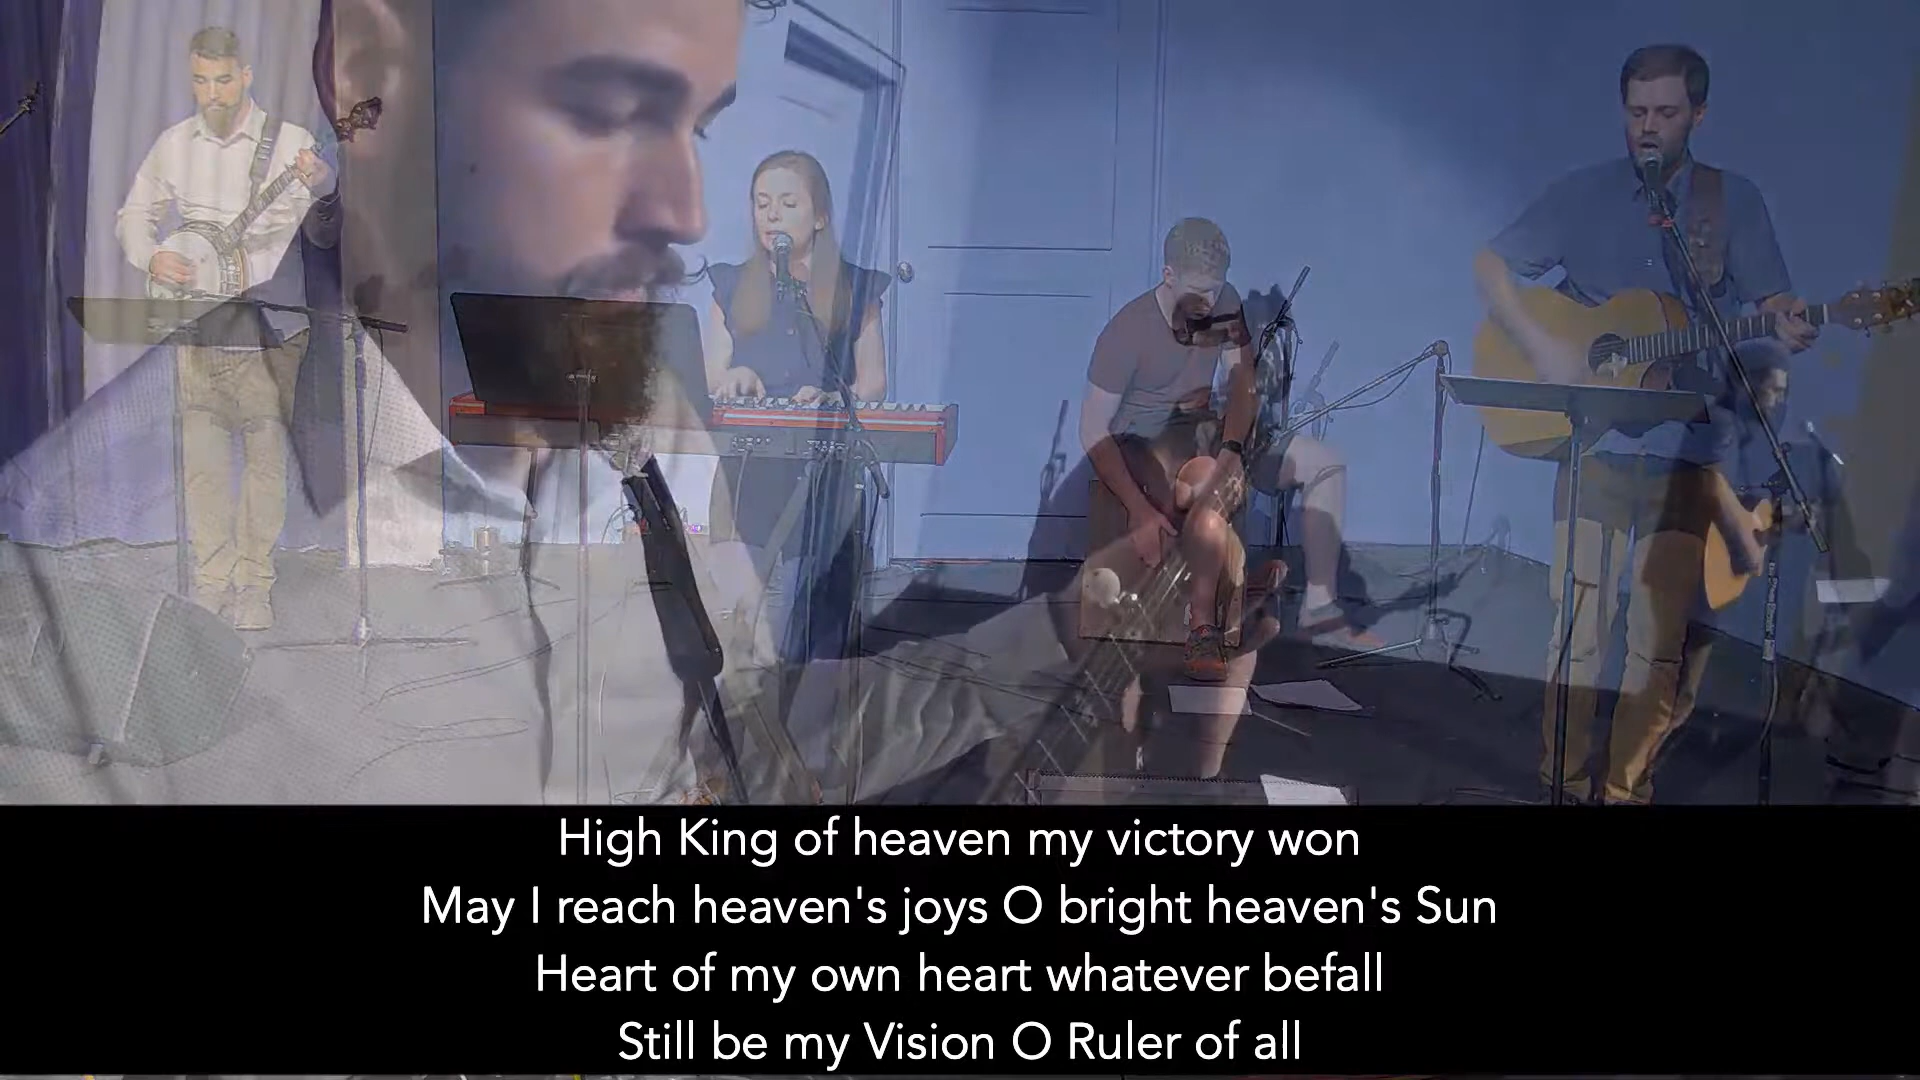 High King of heaven my victory won
May I reach heaven's joys O bright heaven's Sun
Heart of my own heart whatever befall
Still be my Vision O Ruler of all